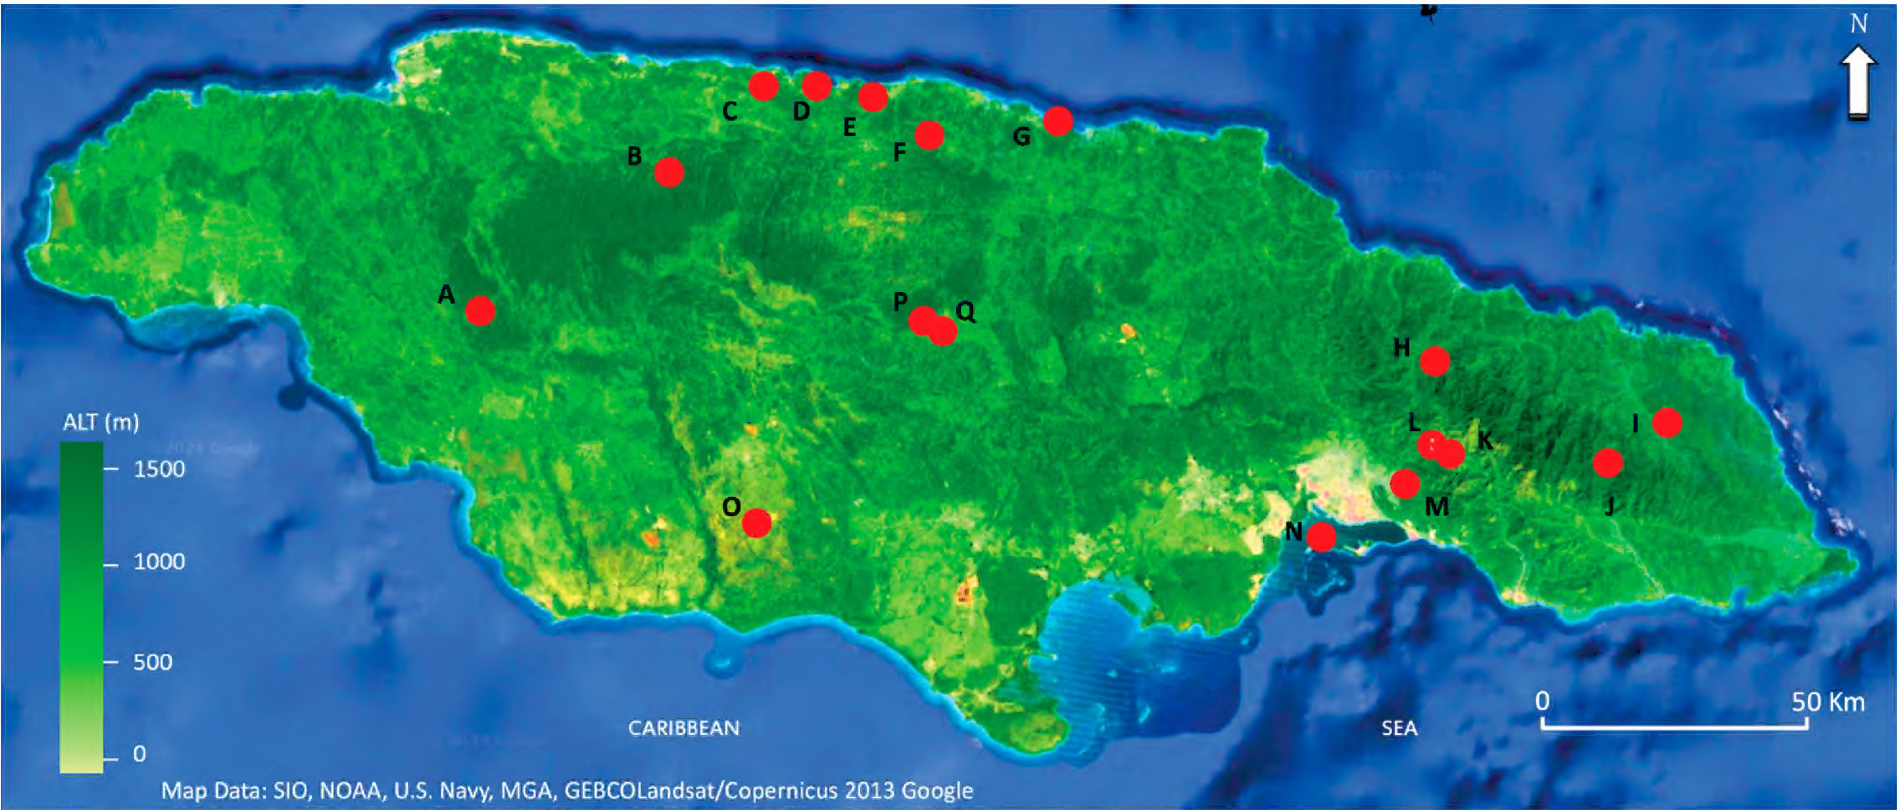 N
C
D
E
F
G
B
A
P
Q
H
L
K
I
J
M
O
N
ALT (m)
1500
1000
500
0
0
50 Km
CARIBBEAN
SEA
Map Data: SIO, NOAA, U.S. Navy, MGA, GEBCOLandsat/Copernicus 2013 Google